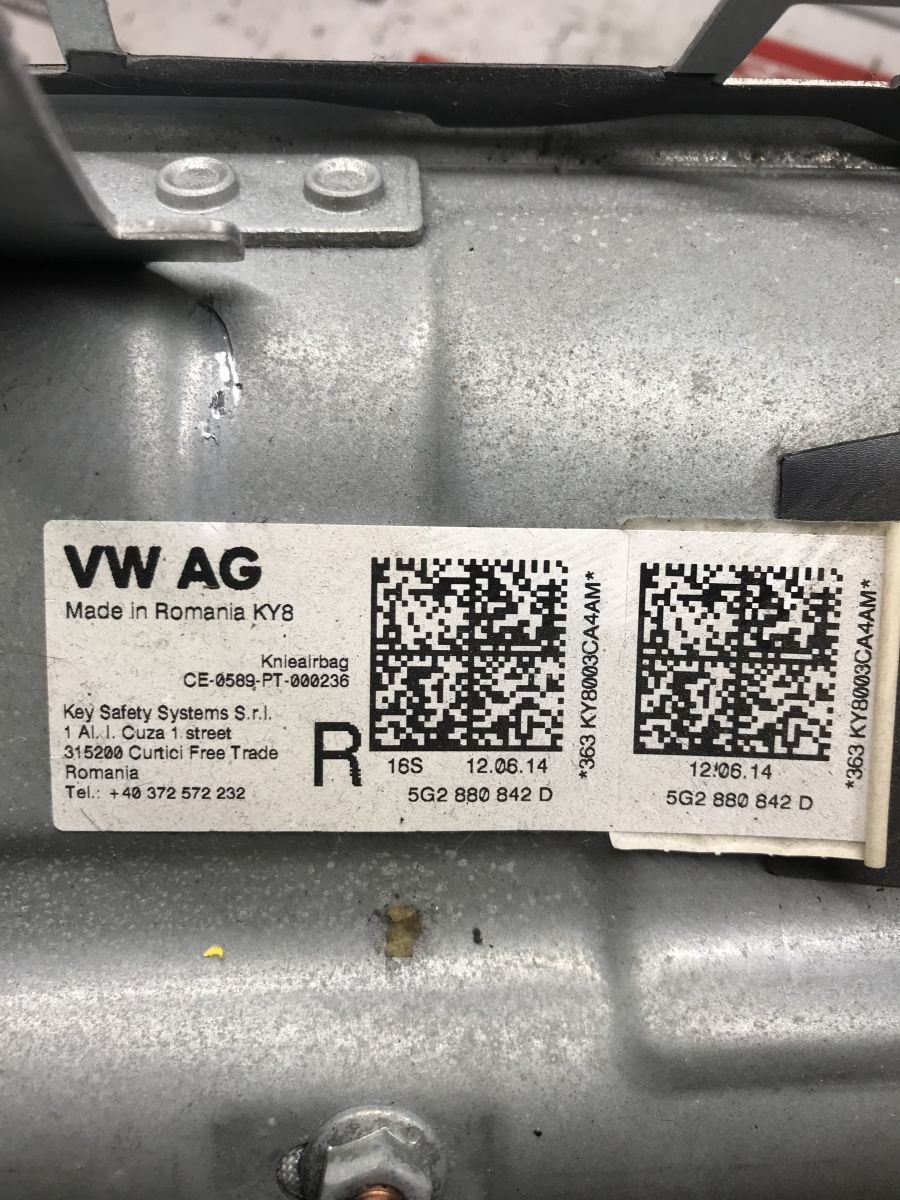 VW AG
Made in Romania KY8
Knieairbag
CE-0589-PT-000236
Key Safety Systems S.r.l.
1 Al. I. Cuza 1 street
315200 Curtici Free Trade
Romania
Tel.: +40 372 572 232
R
16S 12.06.14
5G2 880 842 D
*363 KY8003CA4AM*
12.06.14
5G2 880 842 D
*363 KY8003CA4AM*